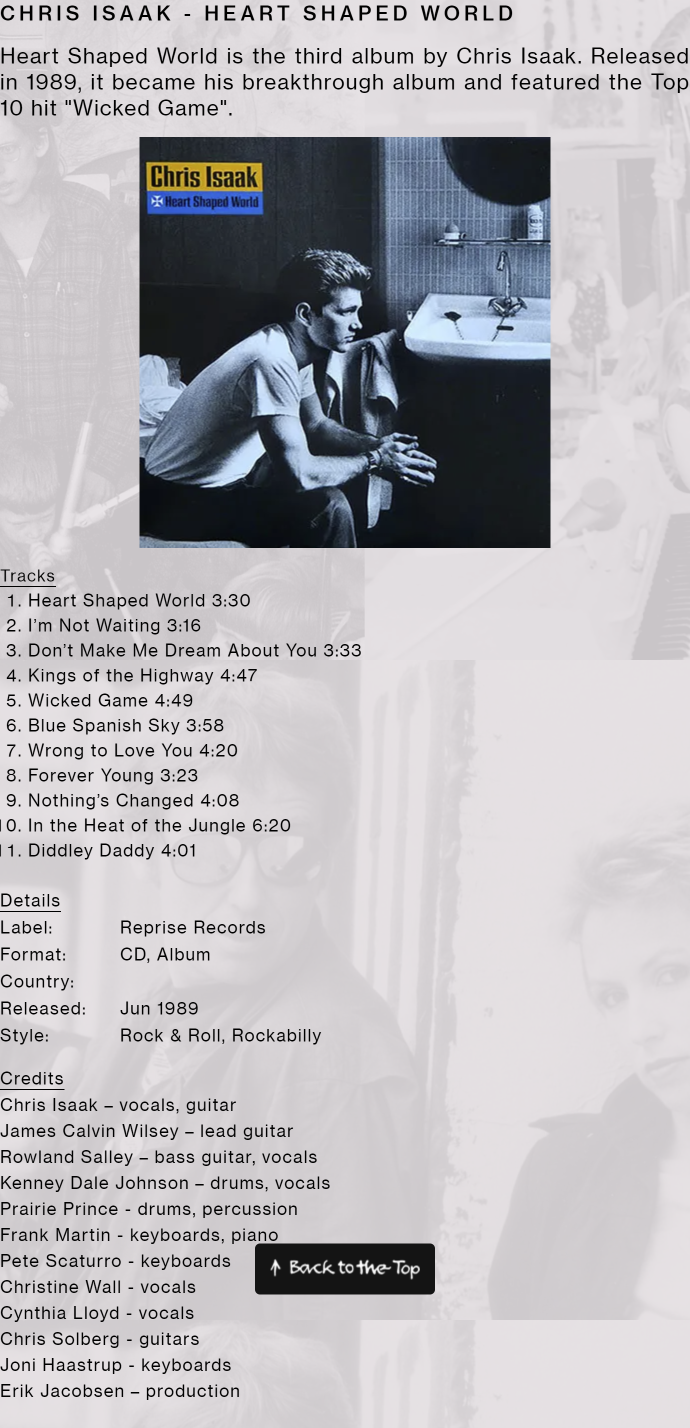 CHRIS ISAAK - HEART SHAPED WORLD
Heart Shaped World is the third album by Chris Isaak. Released
in 1989, it became his breakthrough album and featured the Top
10 hit "Wicked Game".
Chris Isaak
Heart Shaped World
Tracks
1. Heart Shaped World 3:30
2. I’m Not Waiting 3:16
3. Don’t Make Me Dream About You 3:33
4. Kings of the Highway 4:47
5. Wicked Game 4:49
6. Blue Spanish Sky 3:58
7. Wrong to Love You 4:20
8. Forever Young 3:23
9. Nothing’s Changed 4:08
10. In the Heat of the Jungle 6:20
11. Diddley Daddy 4:01
Details
Label: Reprise Records
Format: CD, Album
Country:
Released: Jun 1989
Style: Rock & Roll, Rockabilly
Credits
Chris Isaak – vocals, guitar
James Calvin Wilsey – lead guitar
Rowland Salley – bass guitar, vocals
Kenney Dale Johnson – drums, vocals
Prairie Prince - drums, percussion
Frank Martin - keyboards, piano
Pete Scaturro - keyboards
↑ Back to the Top
Christine Wall - vocals
Cynthia Lloyd - vocals
Chris Solberg - guitars
Joni Haastrup - keyboards
Erik Jacobsen – production